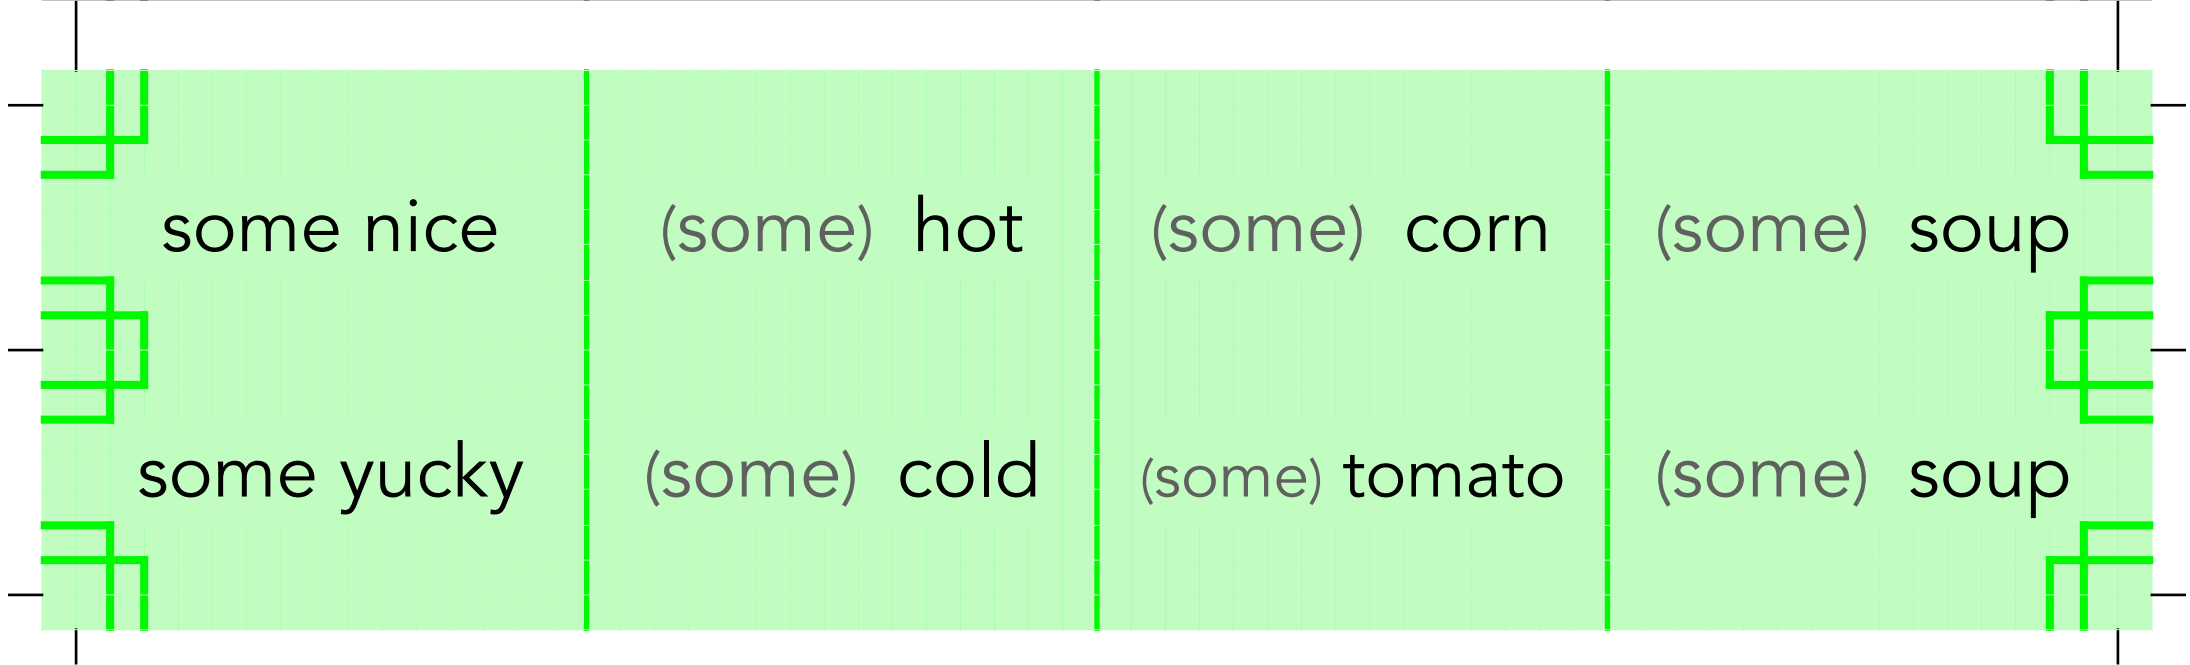 some nice (some) hot (some) corn (some) soup
some yucky (some) cold (some) tomato (some) soup